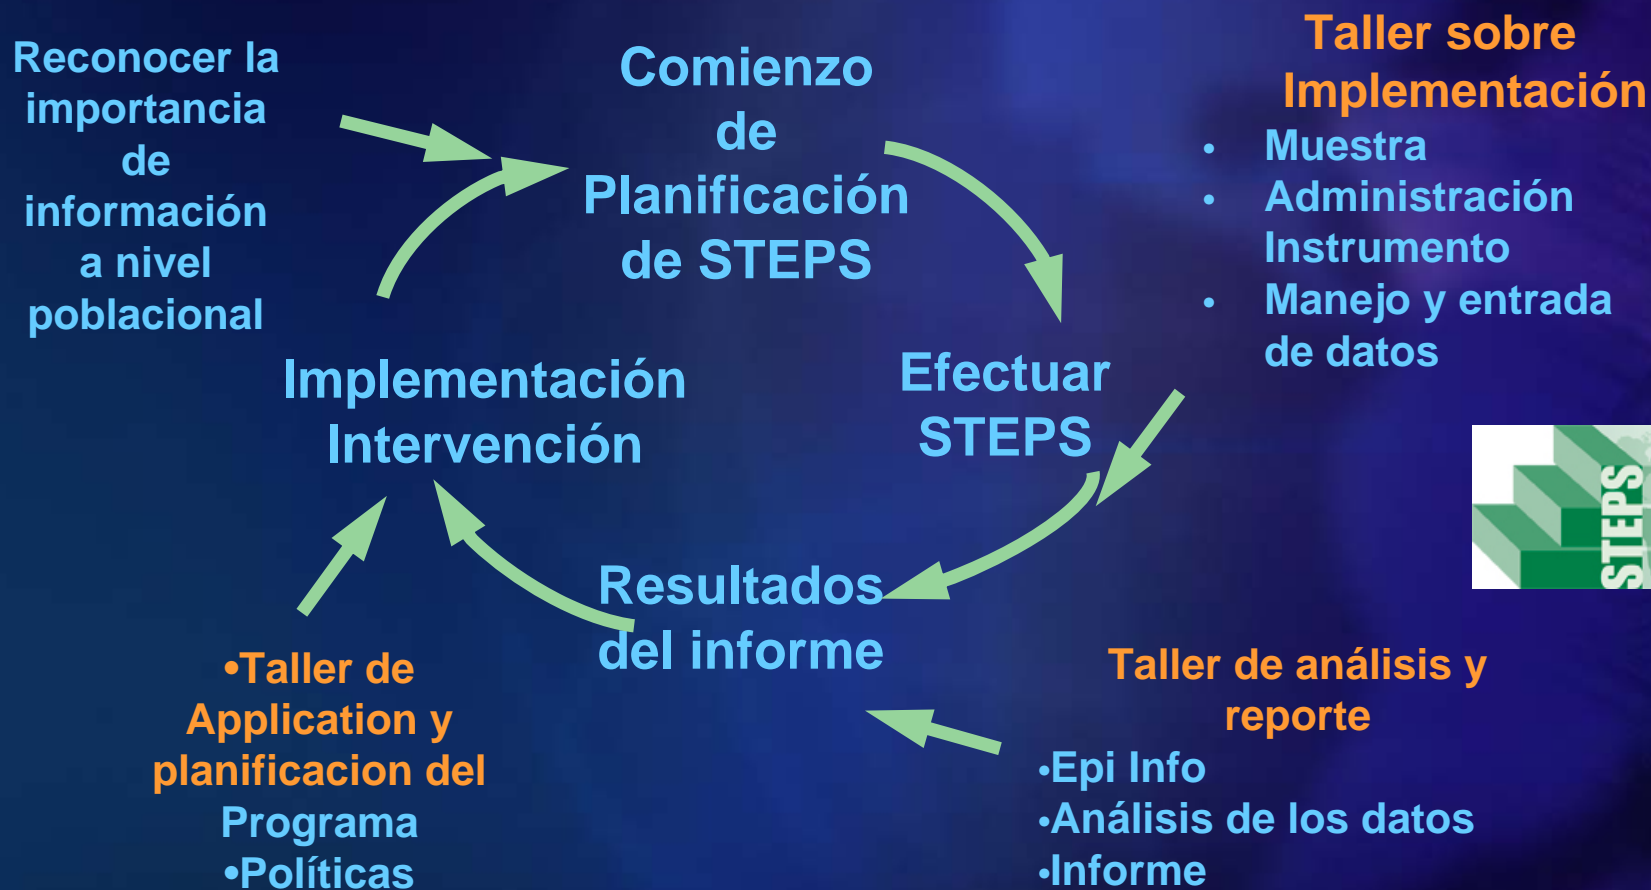 Reconocer la
importancia
de
información
a nivel
poblacional
Comienzo
de
Planificación
de STEPS
Taller sobre
Implementación
• Muestra
• Administración
Instrumento
• Manejo y entrada
de datos
Implementación
Intervención
Efectuar
STEPS
STEPS
Resultados
del informe
•Taller de
Application y
planificacion del
Programa
•Políticas
Taller de análisis y
reporte
•Epi Info
•Análisis de los datos
•Informe